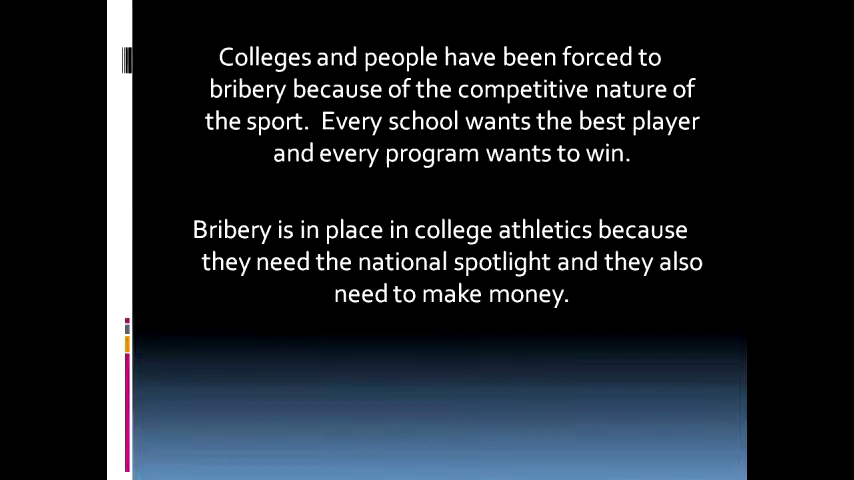 Colleges and people have been forced to
bribery because of the competitive nature of
the sport.  Every school wants the best player
and every program wants to win.
Bribery is in place in college athletics because
they need the national spotlight and they also
need to make money.